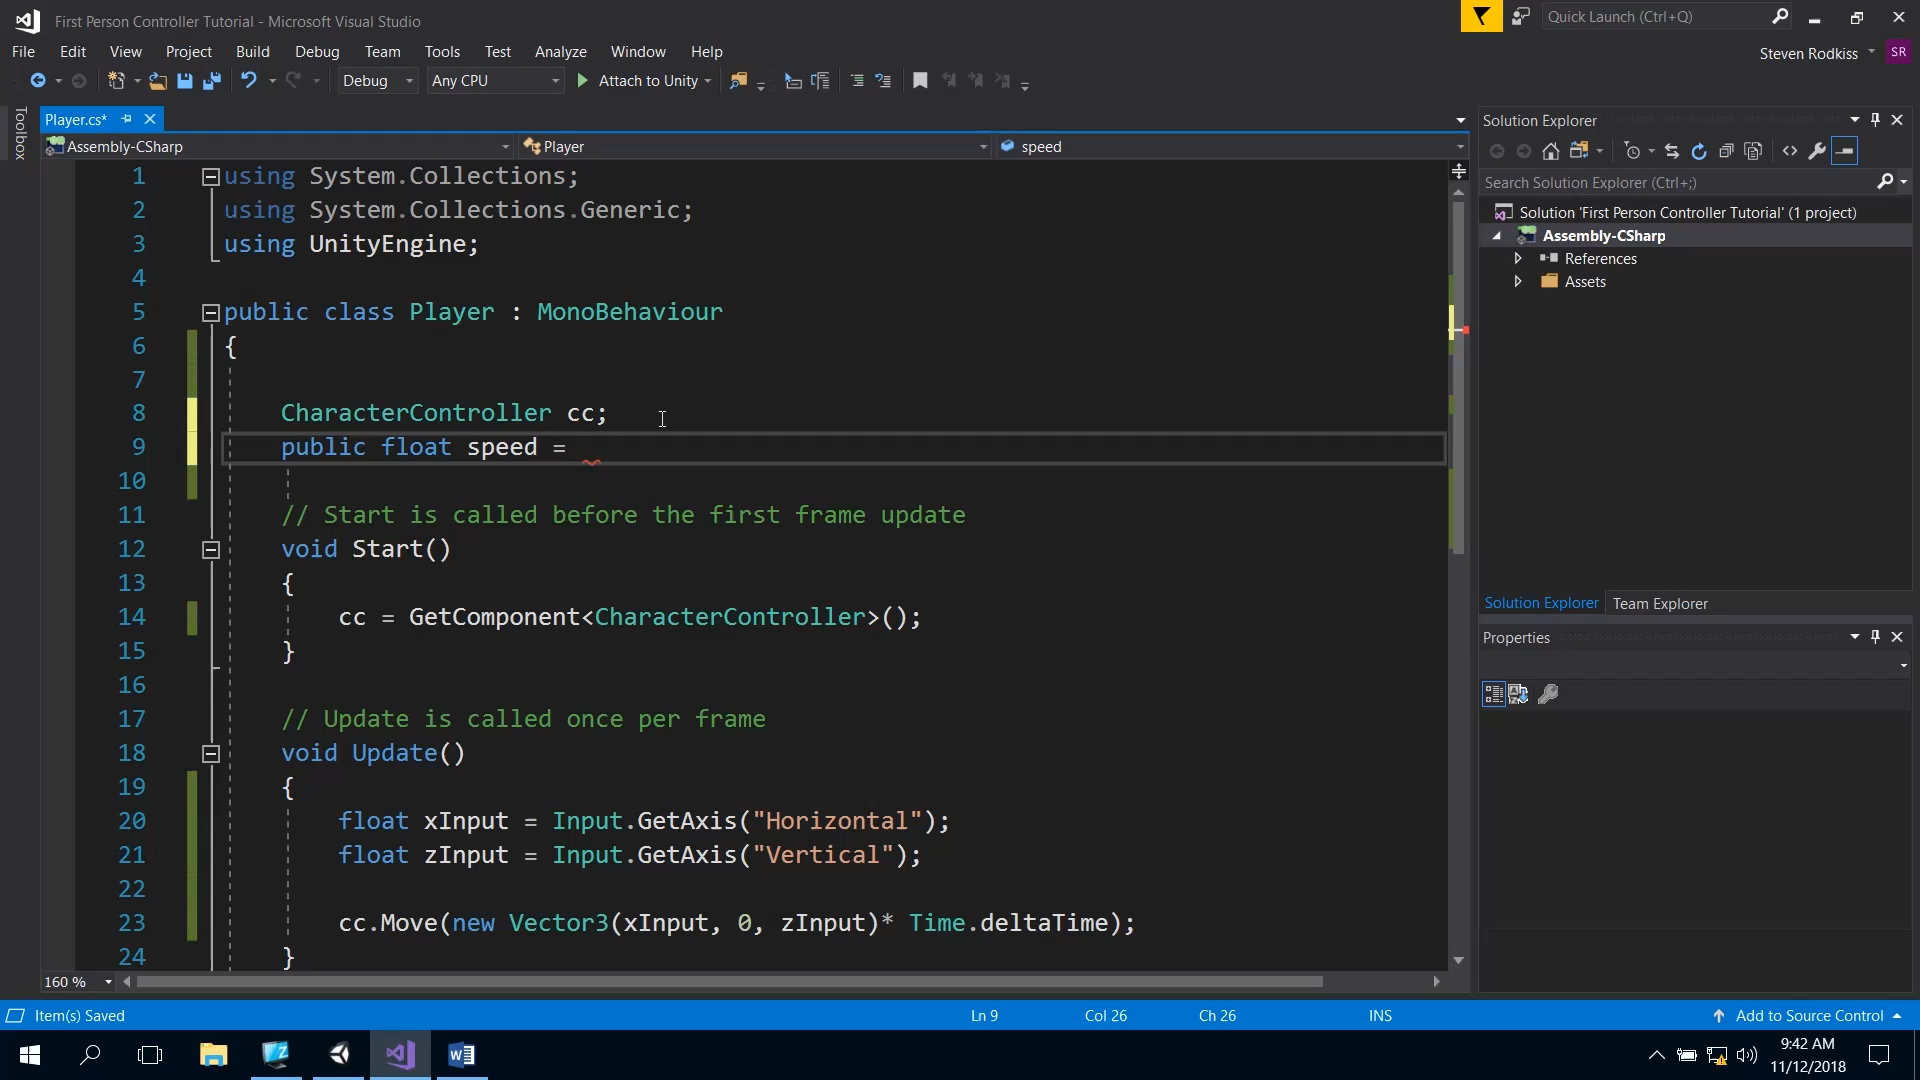 First Person Controller Tutorial - Microsoft Visual Studio
Quick Launch (Ctrl+Q)
File Edit View Project Build Debug Team Tools Test Analyze Window Help
Steven Rodkiss SR
Debug Any CPU Attach to Unity
Toolbox
Player.cs*
Assembly-CSharp Player speed
1 using System.Collections;
2 using System.Collections.Generic;
3 using UnityEngine;
4
5 public class Player : MonoBehaviour
6 {
7
8 CharacterController cc;
9 public float speed =
10
11 // Start is called before the first frame update
12 void Start()
13 {
14 cc = GetComponent<CharacterController>();
15 }
16
17 // Update is called once per frame
18 void Update()
19 {
20 float xInput = Input.GetAxis("Horizontal");
21 float zInput = Input.GetAxis("Vertical");
22
23 cc.Move(new Vector3(xInput, 0, zInput)* Time.deltaTime);
24 }
160 %
Solution Explorer
Search Solution Explorer (Ctrl+;)
Solution 'First Person Controller Tutorial' (1 project)
Assembly-CSharp
References
Assets
Solution Explorer Team Explorer
Properties
Item(s) Saved Ln 9 Col 26 Ch 26 INS Add to Source Control
9:42 AM
11/12/2018